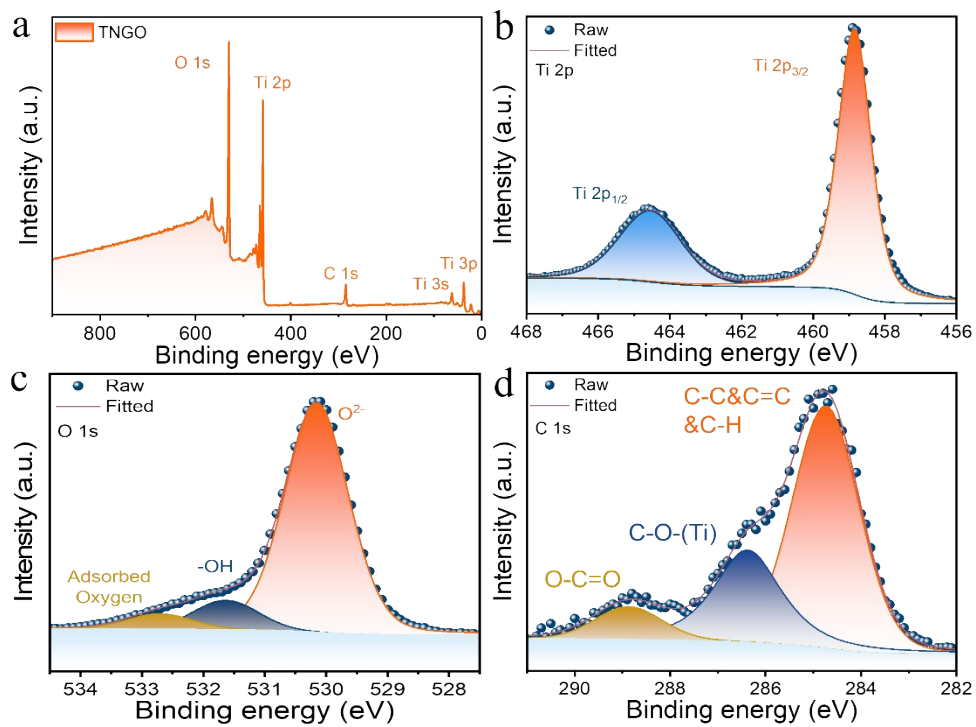 a
TNGO
O 1s
Ti 2p
C 1s
Ti 3p
Ti 3s
Intensity (a.u.)
800 600 400 200 0
Binding energy (eV)
b
Raw
Fitted
Ti 2p
Ti 2p3/2
Ti 2p1/2
Intensity (a.u.)
468 466 464 462 460 458 456
Binding energy (eV)
c
Raw
Fitted
O 1s
O2-
-OH
Adsorbed
Oxygen
Intensity (a.u.)
534 533 532 531 530 529 528
Binding energy (eV)
d
Raw
Fitted
C 1s
C-C&C=C
&C-H
C-O-(Ti)
O-C=O
Intensity (a.u.)
290 288 286 284 282
Binding energy (eV)